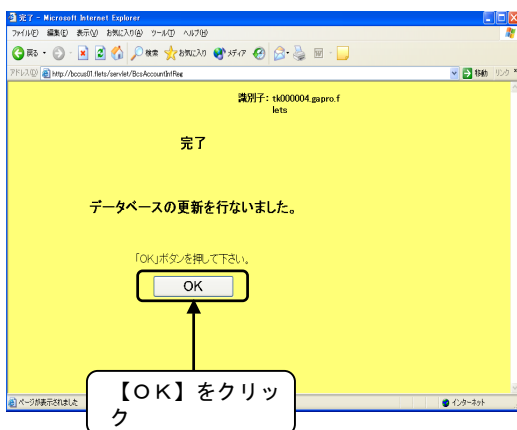 完了 - Microsoft Internet Explorer
ファイル(F) 編集(E) 表示(V) お気に入り(A) ツール(T) ヘルプ(H)
戻る 検索 お気に入り メディア
アドレス(D) http://bccus01.flets/servlet/BcsAccountInfReg 移動 リンク »
識別子: tk000004.gapro.f
lets
完了
データベースの更新を行ないました。
「OK」ボタンを押して下さい。
OK
【ОK】をクリッ
ク
ページが表示されました インターネット